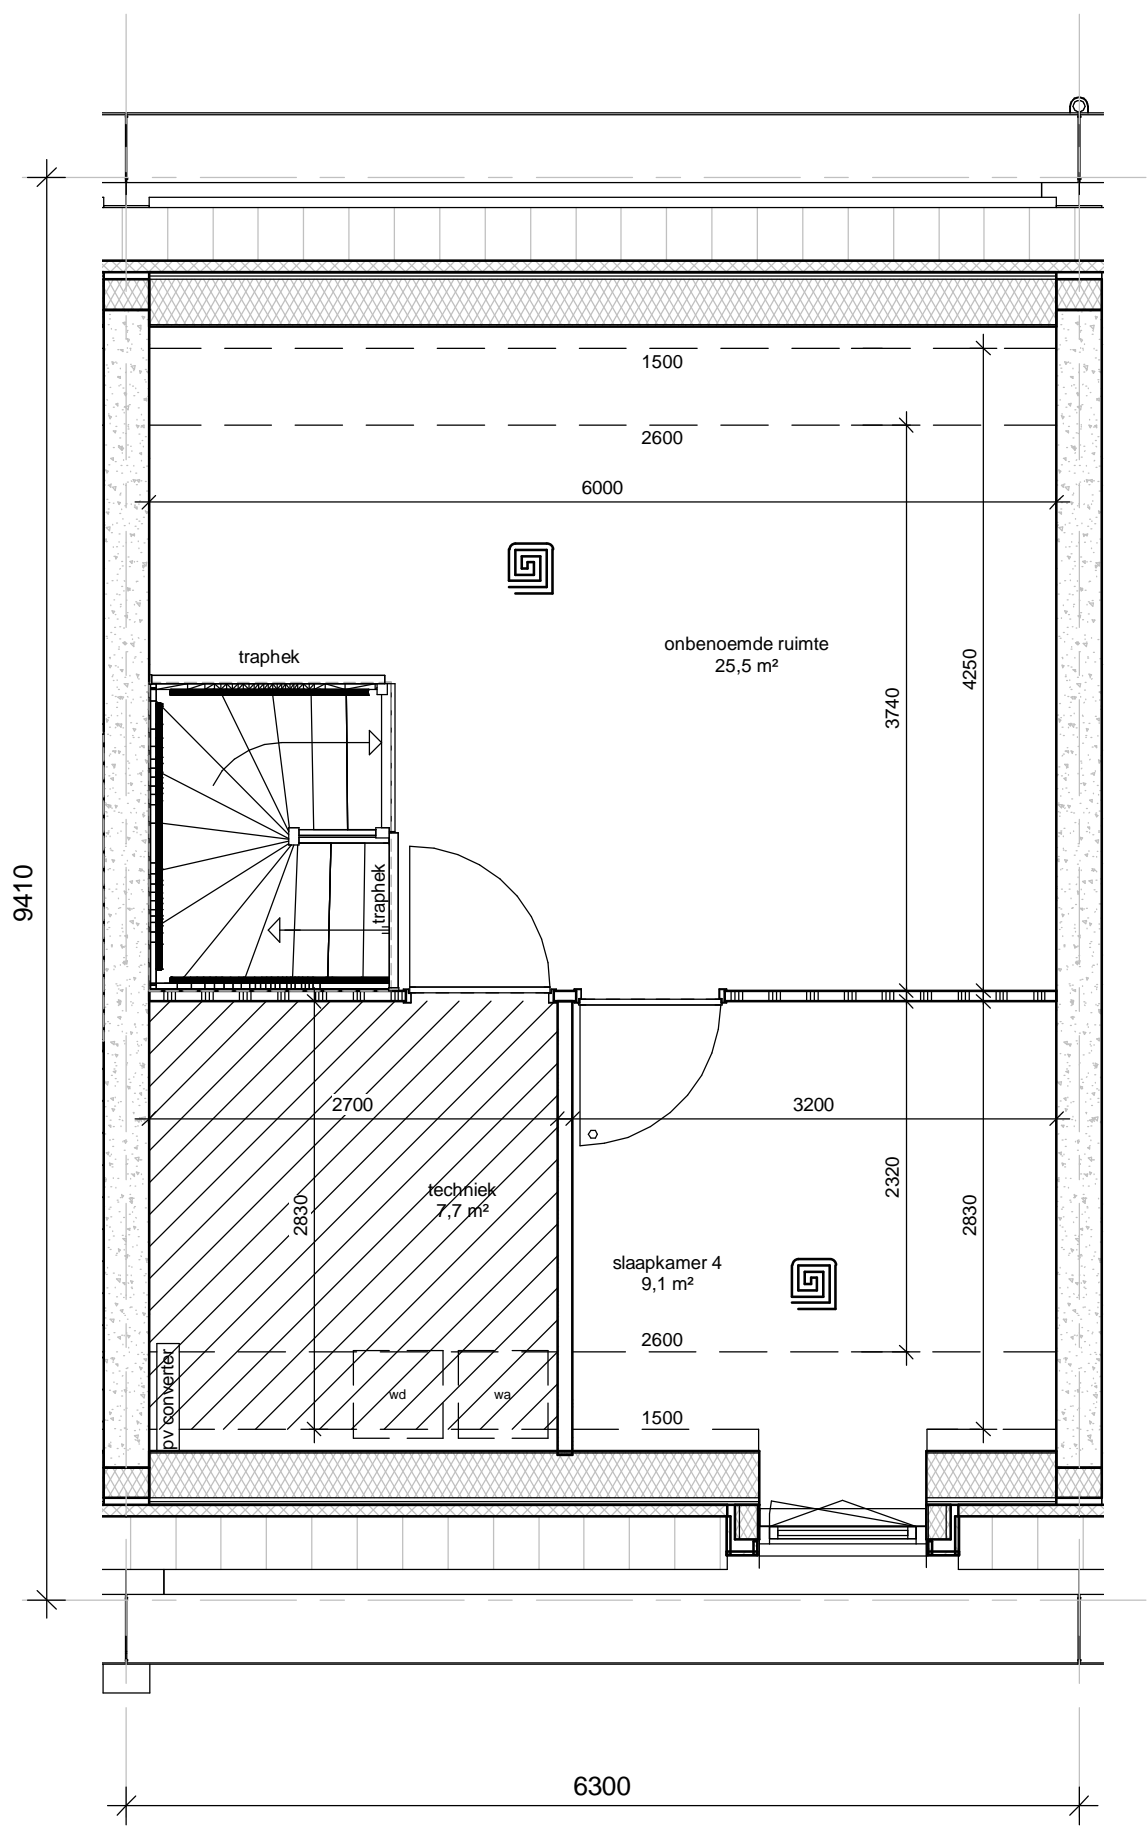 1500
2600
6000
onbenoemde ruimte
25,5 m²
traphek
4250
3740
traphek
9410
2700
3200
techniek
7,7 m²
2320
2830
2830
slaapkamer 4
9,1 m²
2600
pv converter
wd
wa
1500
6300